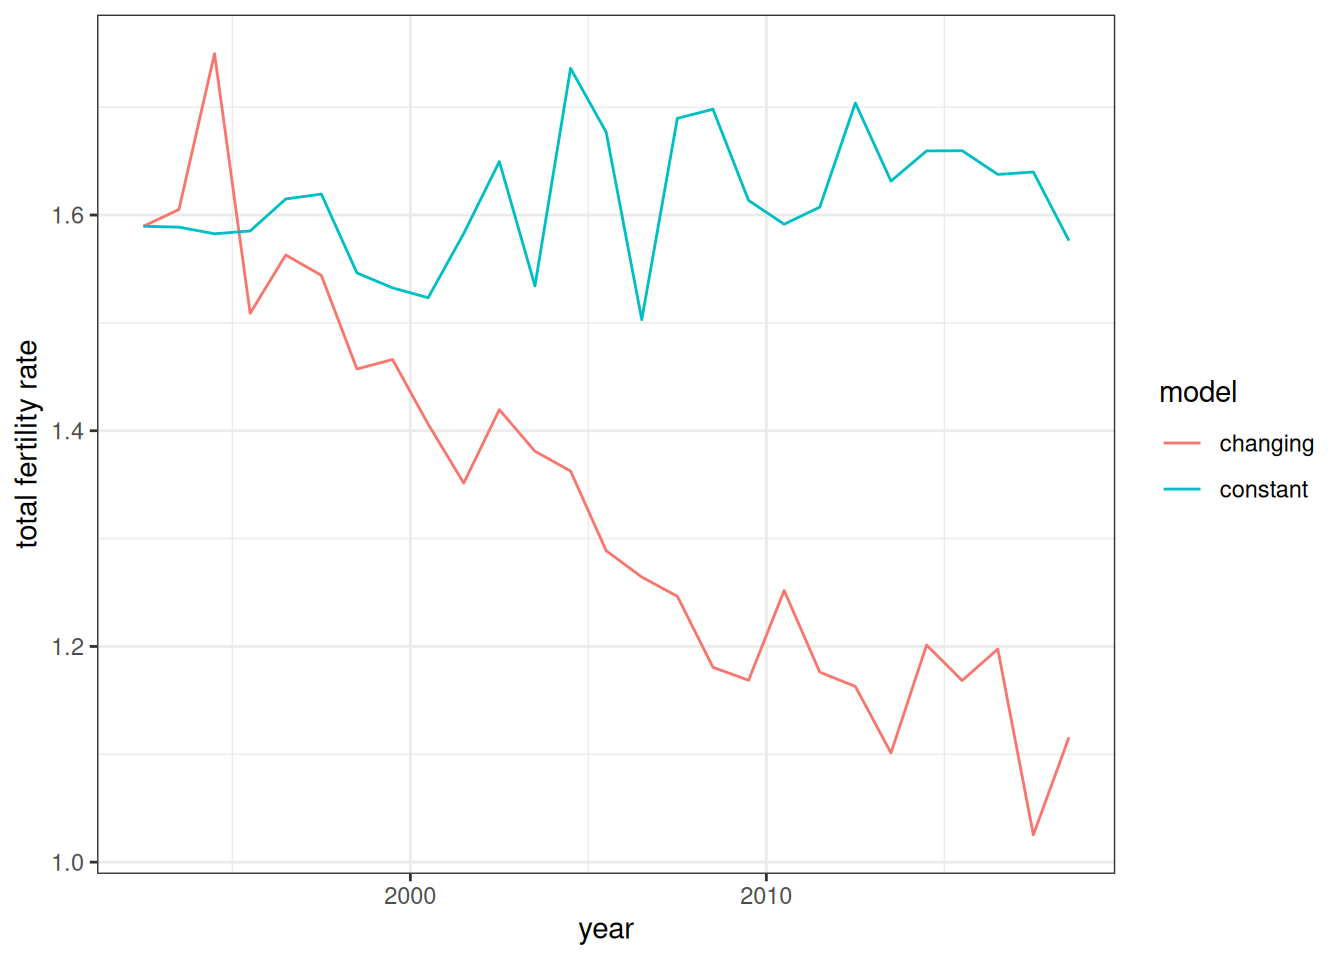 1.6
1.4
1.2
1.0
2000
2010
year
total fertility rate
model
changing
constant